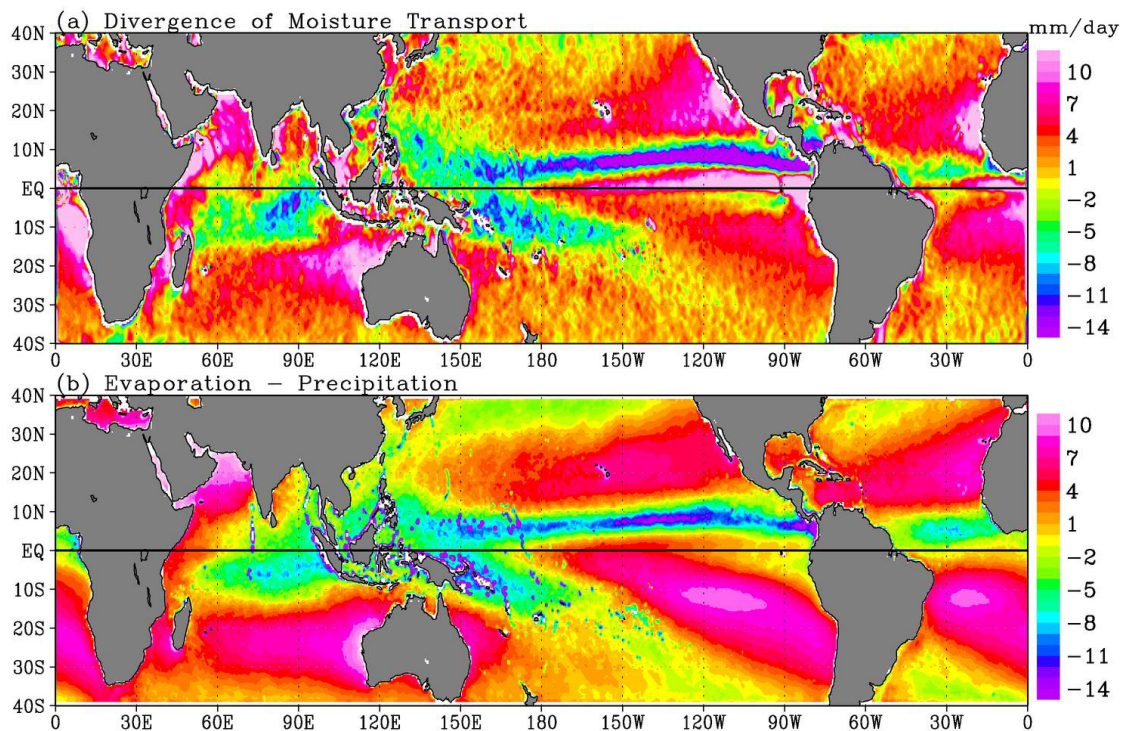 (a) Divergence of Moisture Transport
mm/day
40N
30N
20N
10N
EQ
10S
20S
30S
40S
0 30E 60E 90E 120E 150E 180 150W 120W 90W 60W 30W 0
10
7
4
1
−2
−5
−8
−11
−14
(b) Evaporation − Precipitation
40N
30N
20N
10N
EQ
10S
20S
30S
40S
0 30E 60E 90E 120E 150E 180 150W 120W 90W 60W 30W 0
10
7
4
1
−2
−5
−8
−11
−14